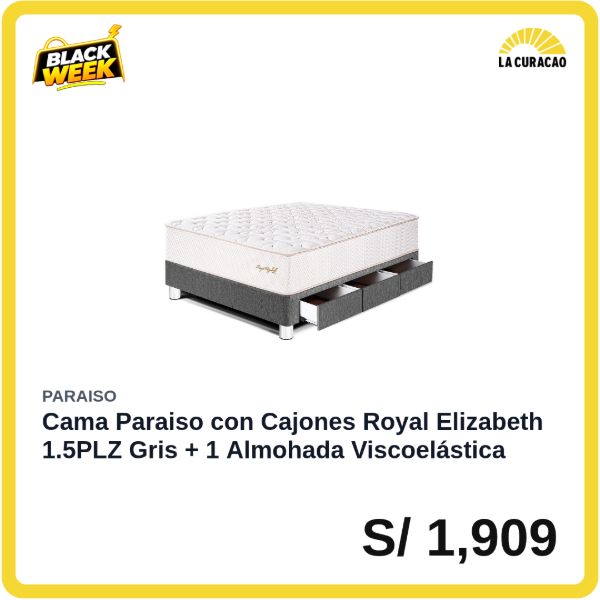 BLACK
WEEK
LA CURACAO
PARAISO
Cama Paraiso con Cajones Royal Elizabeth
1.5PLZ Gris + 1 Almohada Viscoelástica
S/ 1,909